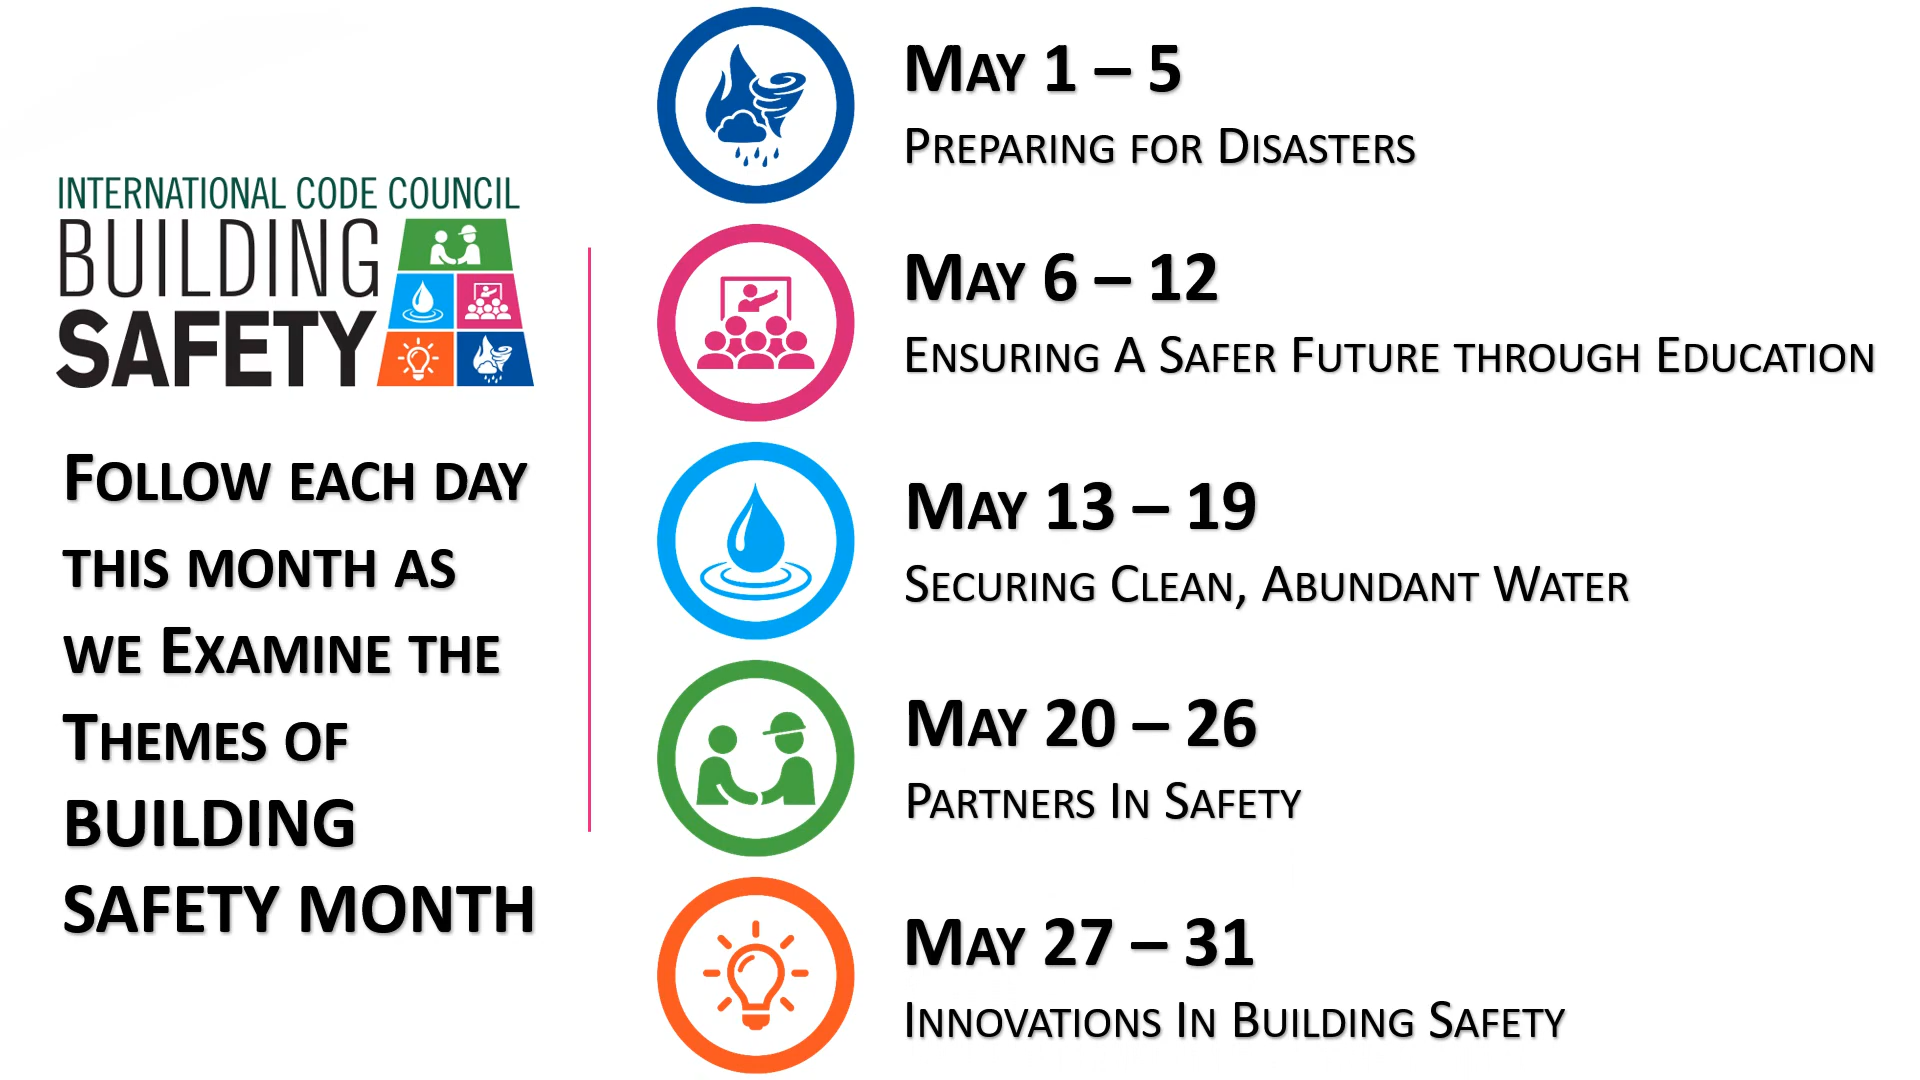 INTERNATIONAL CODE COUNCIL
BUILDING
SAFETY
FOLLOW EACH DAY
THIS MONTH AS
WE EXAMINE THE
THEMES OF
BUILDING
SAFETY MONTH
MAY 1 – 5
PREPARING FOR DISASTERS
MAY 6 – 12
ENSURING A SAFER FUTURE THROUGH EDUCATION
MAY 13 – 19
SECURING CLEAN, ABUNDANT WATER
MAY 20 – 26
PARTNERS IN SAFETY
MAY 27 – 31
INNOVATIONS IN BUILDING SAFETY